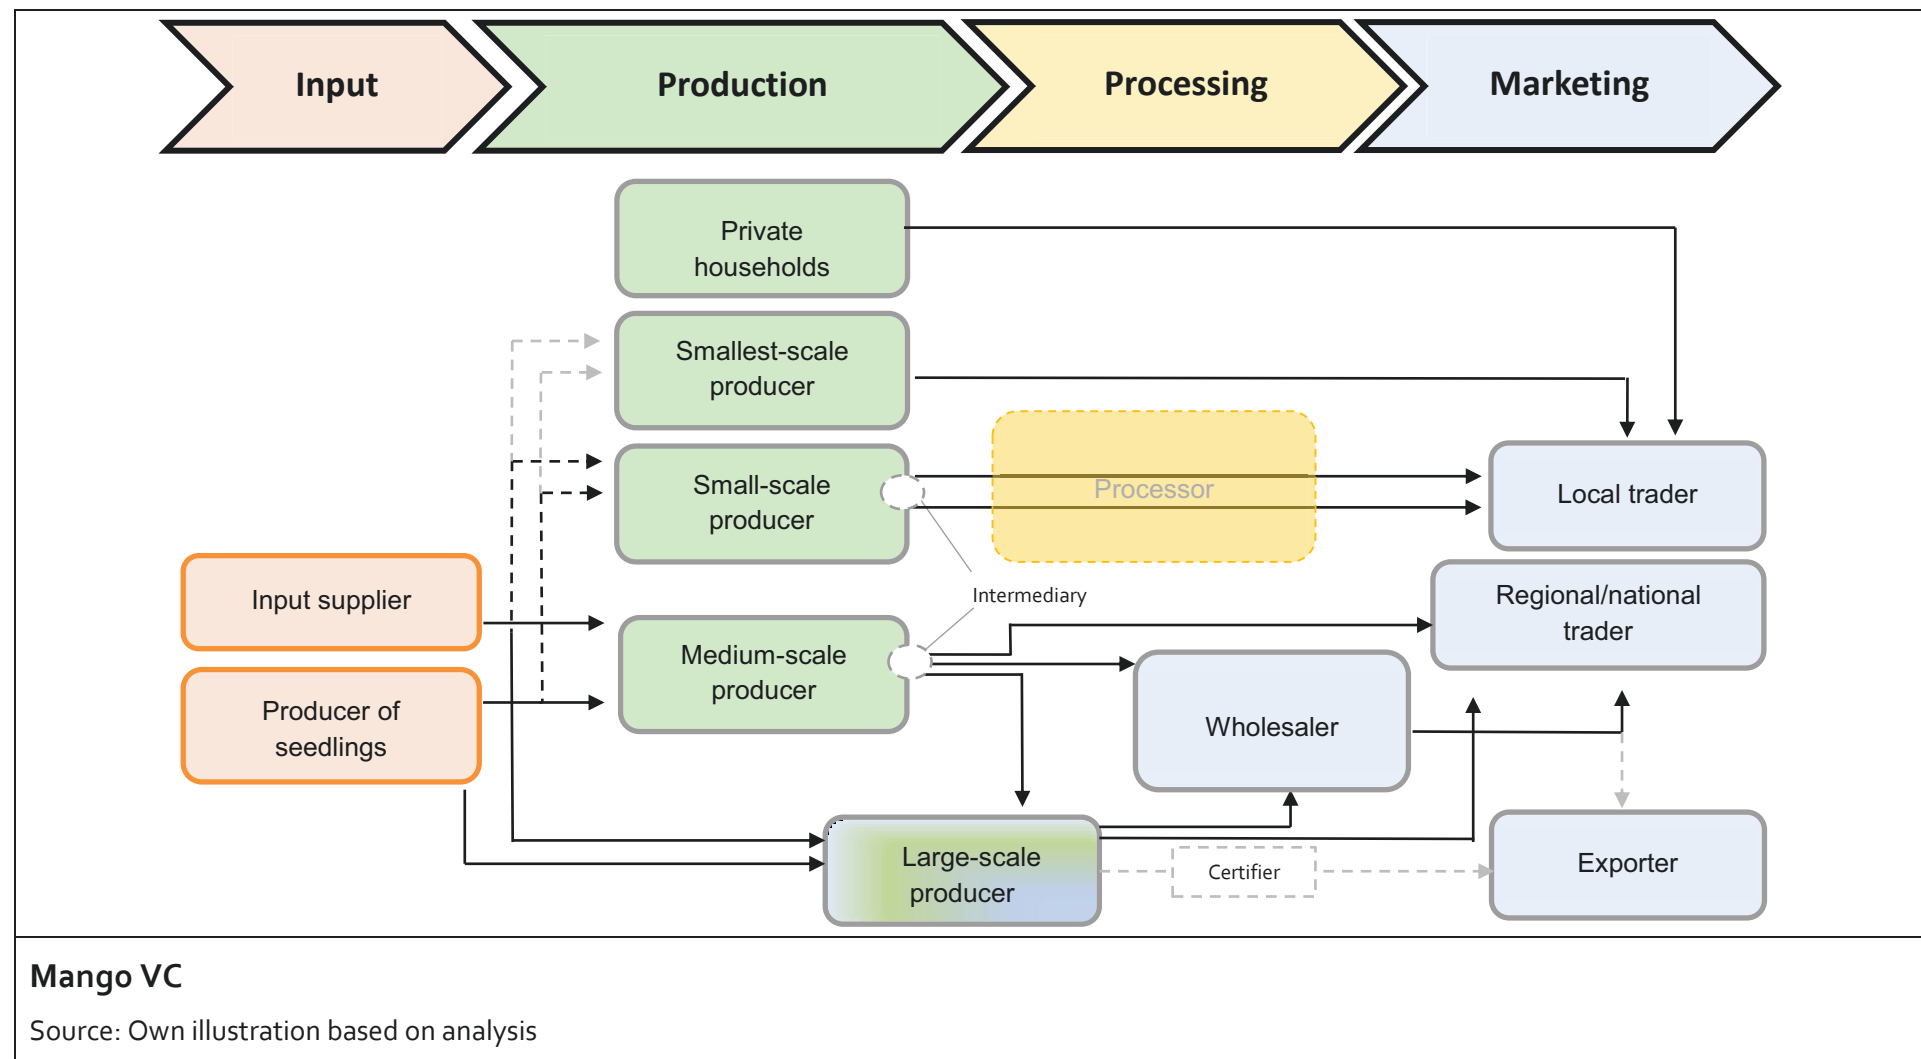 Input
Production
Processing
Marketing
Private
households
Smallest-scale
producer
Small-scale
producer
Processor
Local trader
Input supplier
Intermediary
Regional/national
trader
Medium-scale
producer
Producer of
seedlings
Wholesaler
Large-scale
producer
Certifier
Exporter
Mango VC
Source: Own illustration based on analysis